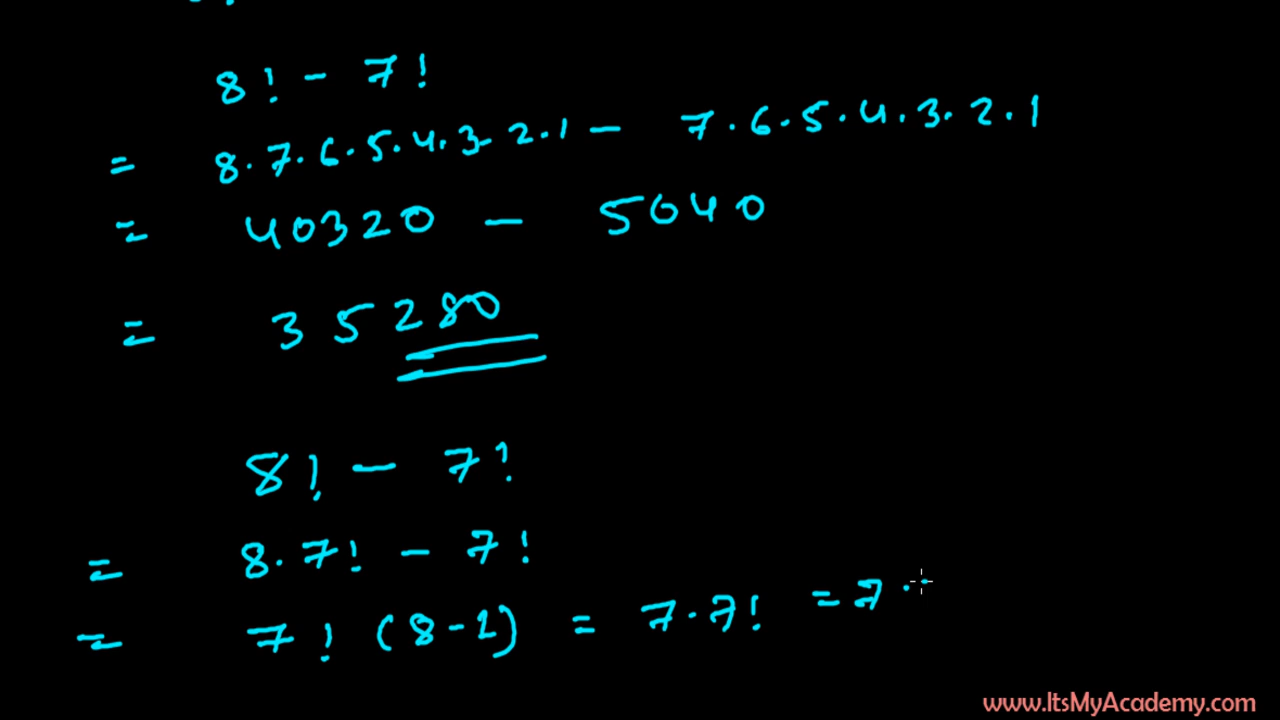 8! - 7!
= 8.7.6.5.4.3.2.1 - 7.6.5.4.3.2.1
= 40320 - 5040
= 35280
8! - 7!
= 8.7! - 7!
= 7! (8-1) = 7.7! = 7.
www.ItsMyAcademy.com